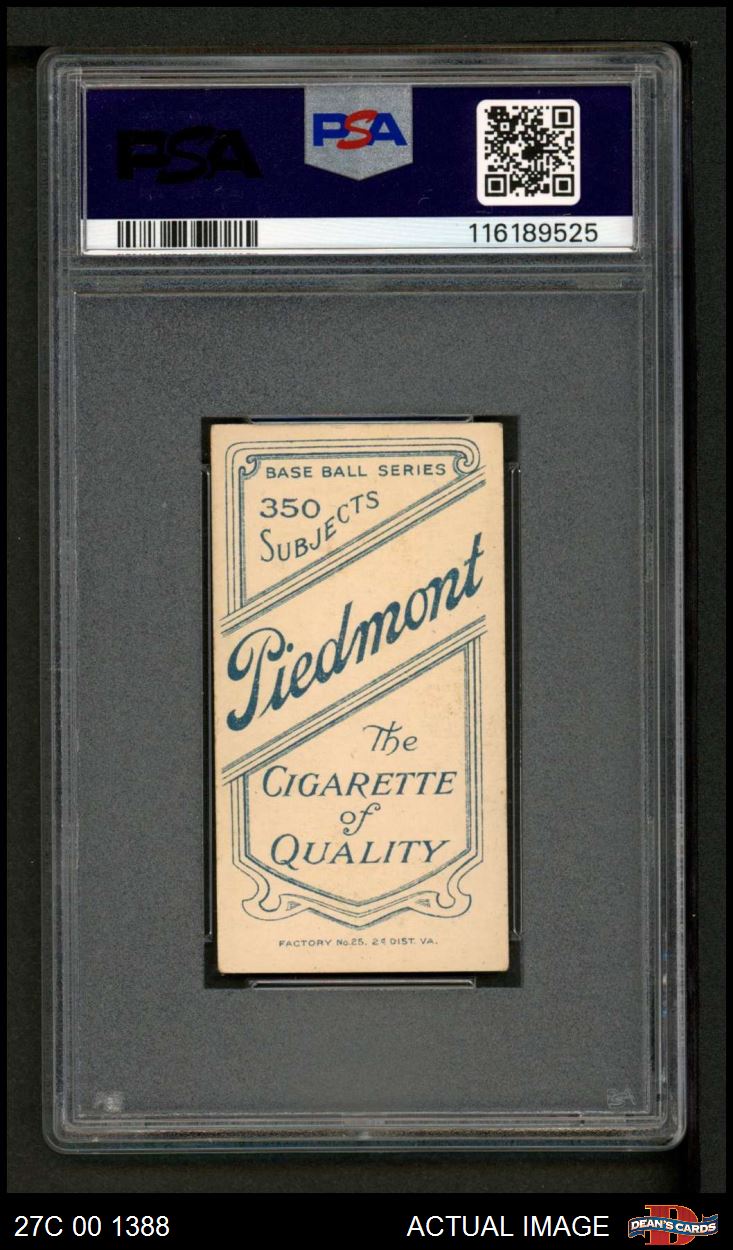 PSA
PSA
116189525
BASE BALL SERIES
350
SUBJECTS
Piedmont
The
CIGARETTE
of
QUALITY
FACTORY No. 25, 2d DIST. VA.
27C 00 1388
ACTUAL IMAGE
DEAN'S CARDS